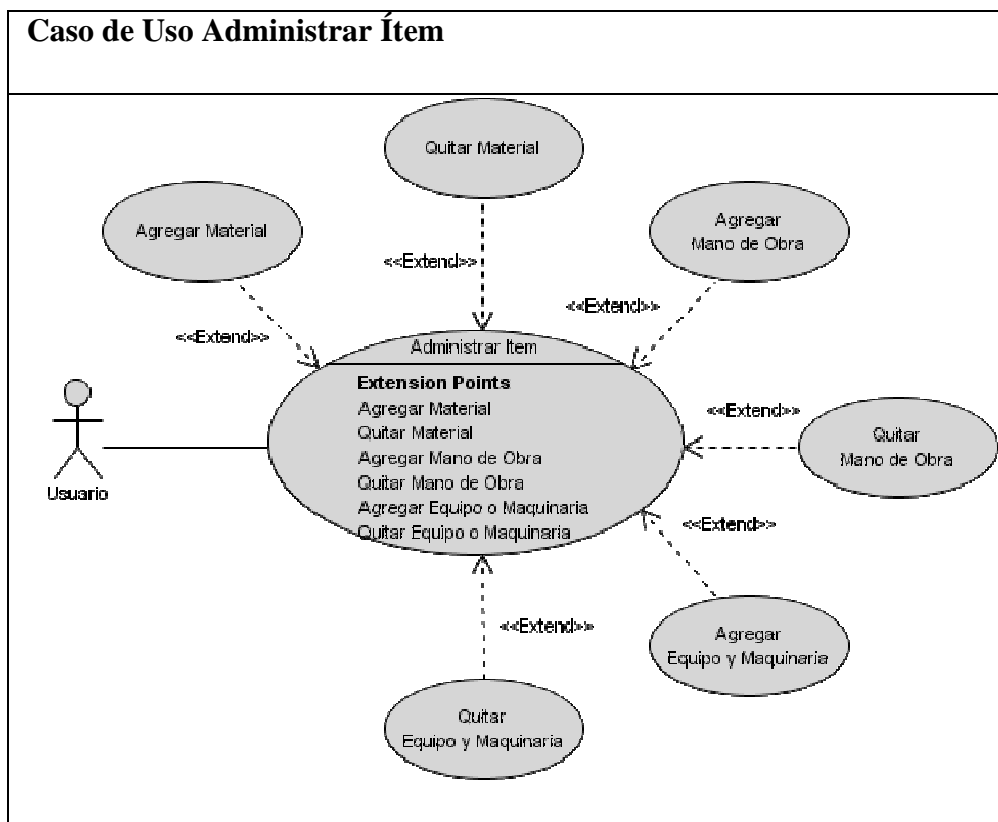 Caso de Uso Administrar Ítem
Quitar Material
Agregar Material
Agregar
Mano de Obra
<<Extend>>
<<Extend>>
<<Extend>>
Administrar Item
Extension Points
Agregar Material
Quitar Material
Agregar Mano de Obra
Quitar Mano de Obra
Agregar Equipo o Maquinaria
Quitar Equipo o Maquinaria
Usuario
<<Extend>>
Quitar
Mano de Obra
<<Extend>>
<<Extend>>
Agregar
Equipo y Maquinaria
Quitar
Equipo y Maquinaria